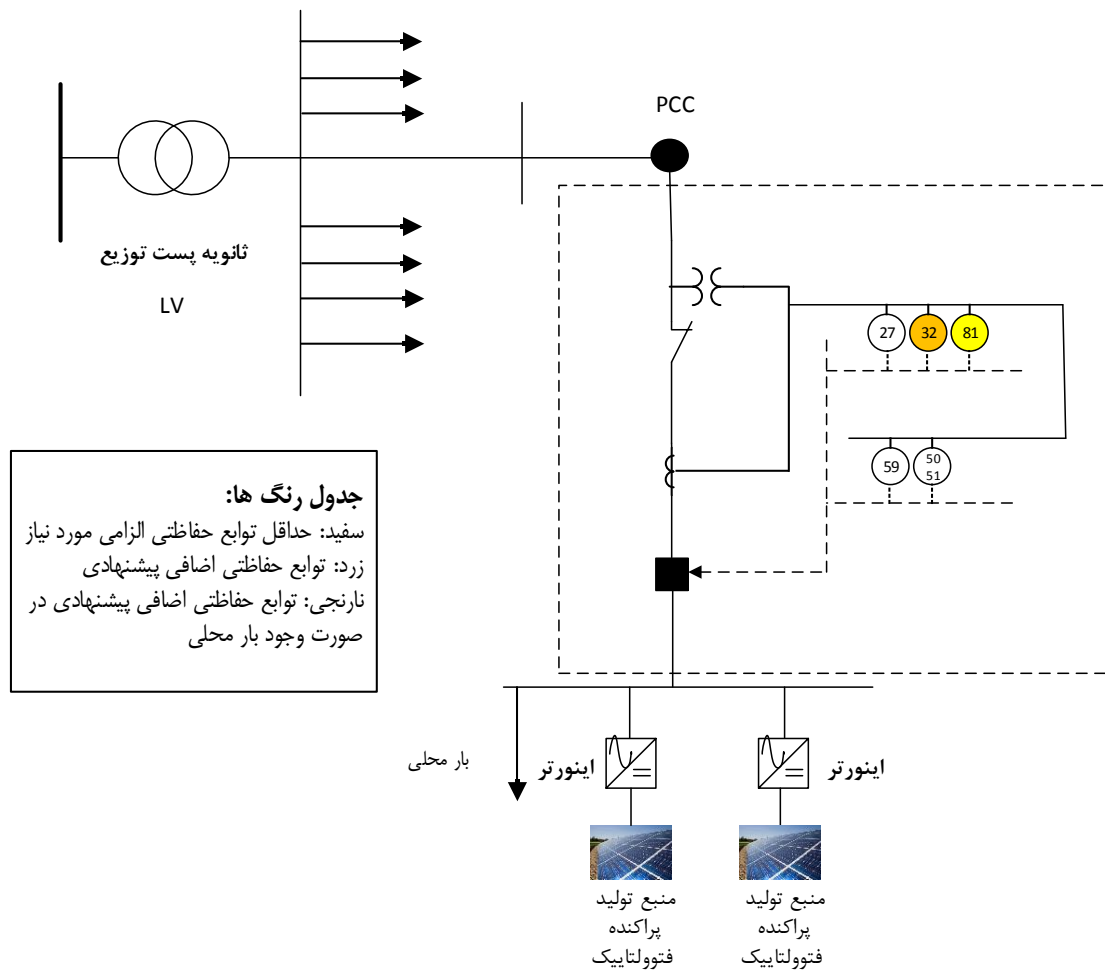 PCC
ثانویه پست توزیع
LV
27
32
81
59
50
51
جدول رنگ ها:
سفید: حداقل توابع حفاظتی الزامی مورد نیاز
زرد: توابع حفاظتی اضافی پیشنهادی
نارنجی: توابع حفاظتی اضافی پیشنهادی در
صورت وجود بار محلی
بار محلی
اینورتر
اینورتر
منبع تولید
پراکنده
فتوولتاییک
منبع تولید
پراکنده
فتوولتاییک